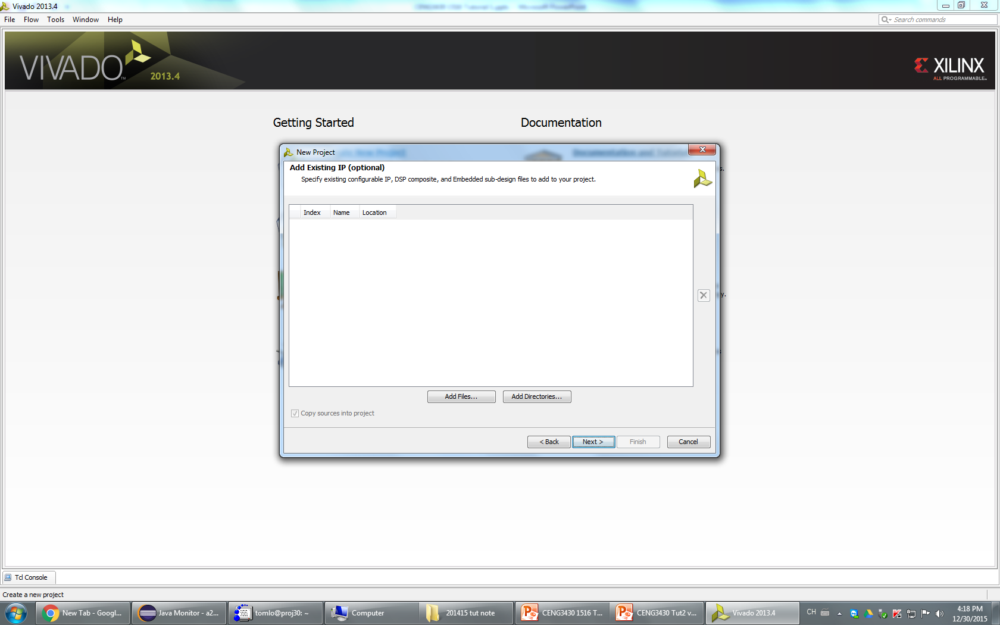 Vivado 2013.4
File Flow Tools Window Help
Search commands
VIVADO™ 2013.4
XILINX
ALL PROGRAMMABLE™
Getting Started
Documentation
New Project
Add Existing IP (optional)
Specify existing configurable IP, DSP composite, and Embedded sub-design files to add to your project.
s.
Index Name Location
y.
Add Files... Add Directories...
Copy sources into project
< Back Next > Finish Cancel
Tcl Console
Create a new project
New Tab - Googl... Java Monitor - a2... tomlo@proj30: ~ Computer 201415 tut note CENG3430 1516 T... CENG3430 Tut2 v... Vivado 2013.4 CH 4:18 PM
12/30/2015